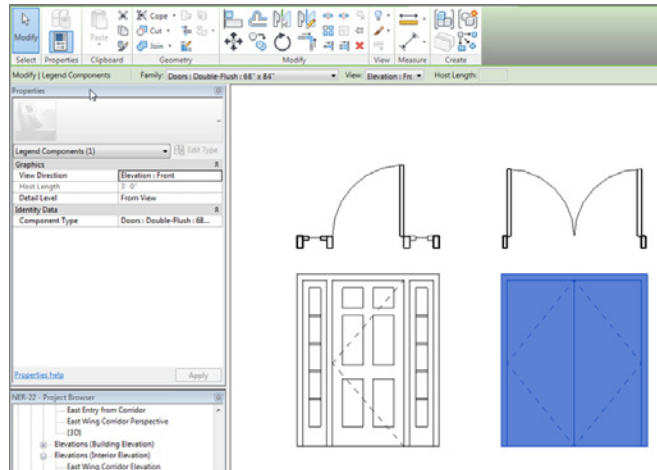 Cope
Modify
Paste
Cut
Join
Select Properties Clipboard Geometry Modify View Measure Create
Modify | Legend Components Family: Doors : Double-Flush : 68" x 84" View: Elevation : Frc Host Length:
Properties
Legend Components (1) Edit Type
Graphics
View Direction Elevation : Front
Host Length 3' 0"
Detail Level From View
Identity Data
Component Type Doors : Double-Flush : 68...
Properties help Apply
NER-22 - Project Browser
East Entry from Corridor
East Wing Corridor Perspective
{3D}
Elevations (Building Elevation)
Elevations (Interior Elevation)
East Wing Corridor Elevation